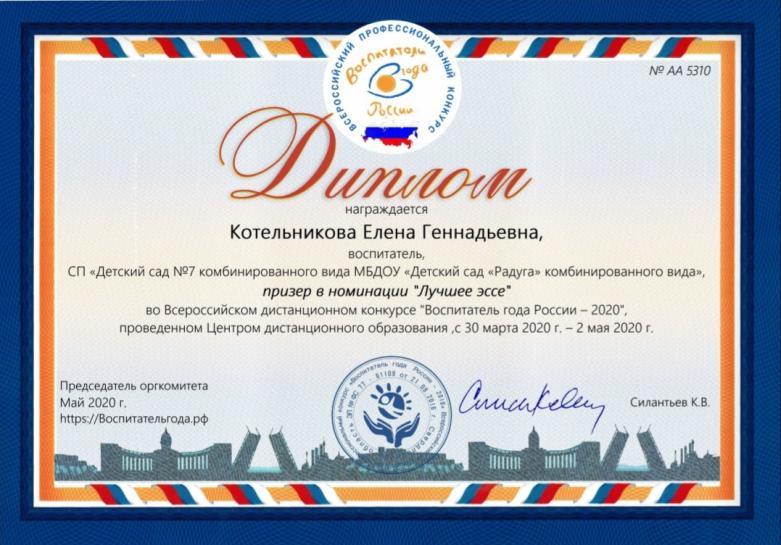 ВСЕРОССИЙСКИЙ ПРОФЕССИОНАЛЬНЫЙ КОНКУРС
Воспитатели
года
России
№ АА 5310
Диплом
награждается
Котельникова Елена Геннадьевна,
воспитатель,
СП «Детский сад №7 комбинированного вида МБДОУ «Детский сад «Радуга» комбинированного вида»,
призер в номинации "Лучшее эссе"
во Всероссийском дистанционном конкурсе "Воспитатель года России – 2020",
проведенном Центром дистанционного образования ,с 30 марта 2020 г. – 2 мая 2020 г.
Председатель оргкомитета
Май 2020 г.
https://Воспитательгода.рф
Силантьев К.В.